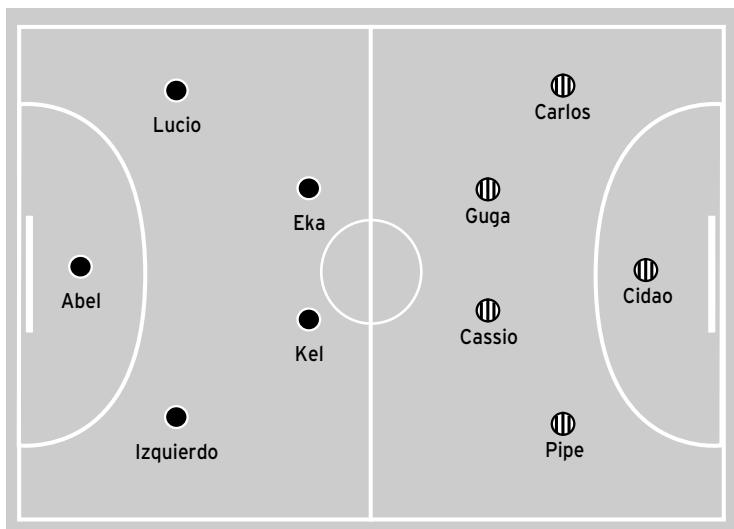 Carlos
Lucio
Guga
Eka
Cidao
Abel
Cassio
Kel
Pipe
Izquierdo